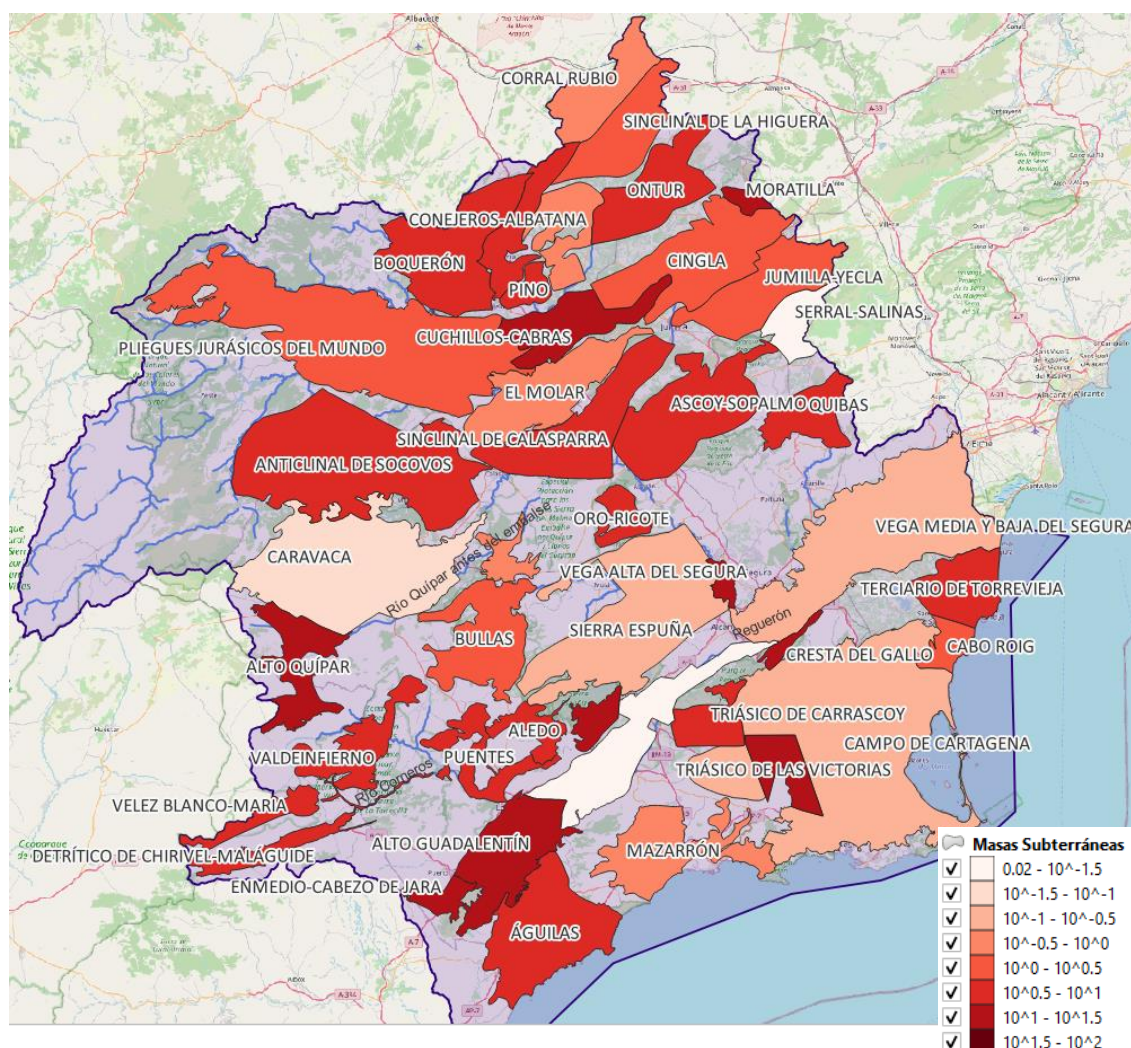 Albacete
CORRAL RUBIO
A-31
SINCLINAL DE LA HIGUERA
ONTUR
MORATILLA
CONEJEROS-ALBATANA
BOQUERÓN
CINGLA
PINO
JUMILLA-YECLA
SERRAL-SALINAS
CUCHILLOS-CABRAS
PLIEGUES JURÁSICOS DEL MUNDO
EL MOLAR
ASCOY-SOPALMO
QUIBAS
SINCLINAL DE CALASPARRA
ANTICLINAL DE SOCOVOS
ORO-RICOTE
VEGA MEDIA Y BAJA DEL SEGURA
CARAVACA
Río Quípar antes del embalse
VEGA ALTA DEL SEGURA
TERCIARIO DE TORREVIEJA
Reguerón
BULLAS
SIERRA ESPUÑA
CRESTA DEL GALLO
CABO ROIG
ALTO QUÍPAR
TRIÁSICO DE CARRASCOY
ALEDO
CAMPO DE CARTAGENA
VALDEINFIERNO
PUENTES
TRIÁSICO DE LAS VICTORIAS
Río Corneros
VELEZ BLANCO-MARIA
ALTO GUADALENTÍN
MAZARRÓN
DETRÍTICO DE CHIRIVEL-MALÁGUIDE
ENMEDIO-CABEZO DE JARA
ÁGUILAS
A-7
Masas Subterráneas
0.02 - 10^-1.5
10^-1.5 - 10^-1
10^-1 - 10^-0.5
10^-0.5 - 10^0
10^0 - 10^0.5
10^0.5 - 10^1
10^1 - 10^1.5
10^1.5 - 10^2